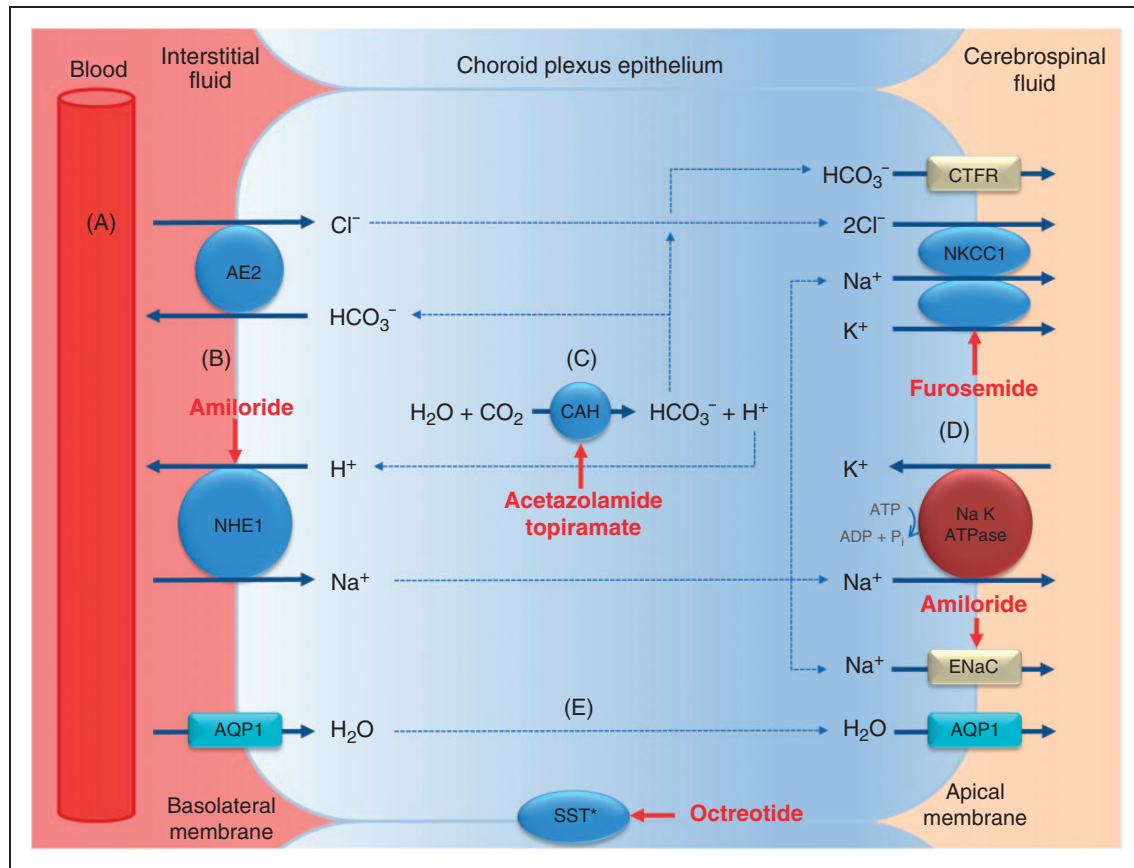 Blood
Interstitial
fluid
Choroid plexus epithelium
Cerebrospinal
fluid
HCO₃⁻
CTFR
(A)
Cl⁻
2Cl⁻
AE2
NKCC1
Na⁺
HCO₃⁻
K⁺
(B)
(C)
Amiloride
H₂O + CO₂
CAH
HCO₃⁻ + H⁺
Furosemide
(D)
H⁺
K⁺
Acetazolamide
topiramate
NHE1
ATP
ADP + Pᵢ
Na K
ATPase
Na⁺
Na⁺
Amiloride
Na⁺
ENaC
(E)
AQP1
H₂O
H₂O
AQP1
Basolateral
membrane
SST*
Octreotide
Apical
membrane